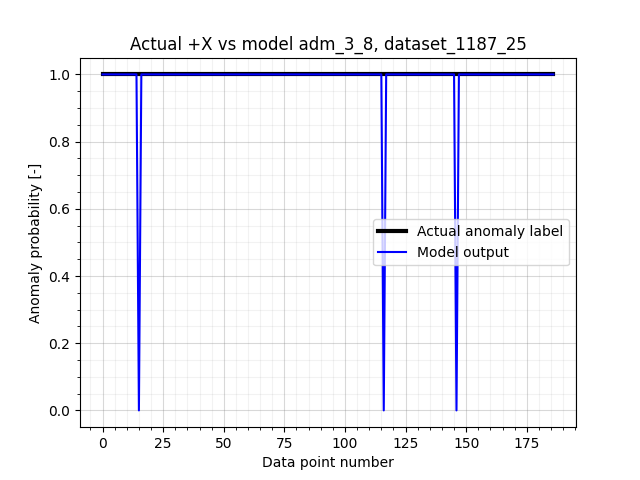 Actual +X vs model adm_3_8, dataset_1187_25
1.0
0.8
0.6
0.4
0.2
0.0
Anomaly probability [-]
Actual anomaly label
Model output
0 25 50 75 100 125 150 175
Data point number